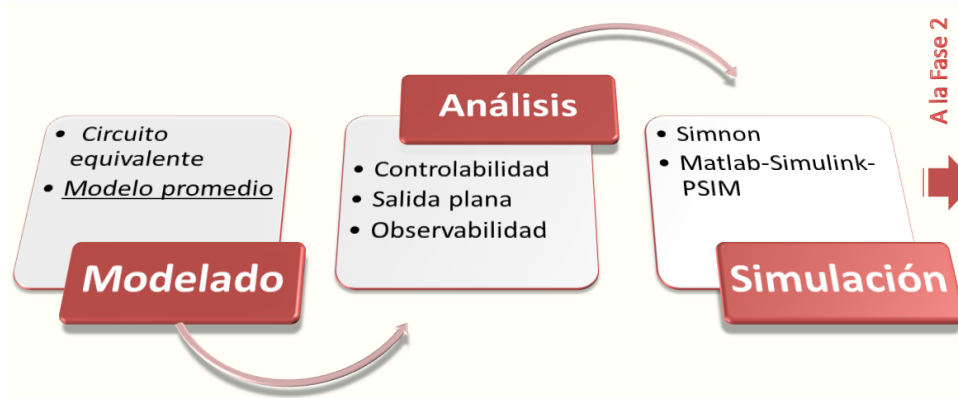 • Circuito
equivalente
• Modelo promedio
Modelado
Análisis
• Controlabilidad
• Salida plana
• Observabilidad
• Simnon
• Matlab-Simulink-
PSIM
Simulación
A la Fase 2